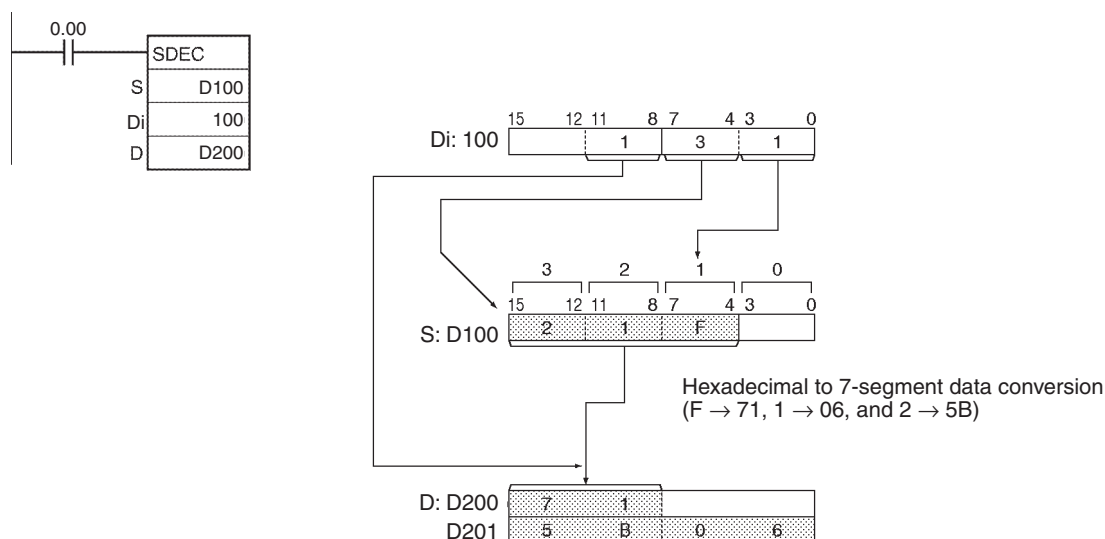 0.00
SDEC
S D100
Di 100
D D200
15 12 11 8 7 4 3 0
Di: 100 1 3 1
3 2 1 0
15 12 11 8 7 4 3 0
S: D100 2 1 F
Hexadecimal to 7-segment data conversion
(F → 71, 1 → 06, and 2 → 5B)
D: D200 7 1
D201 5 B 0 6